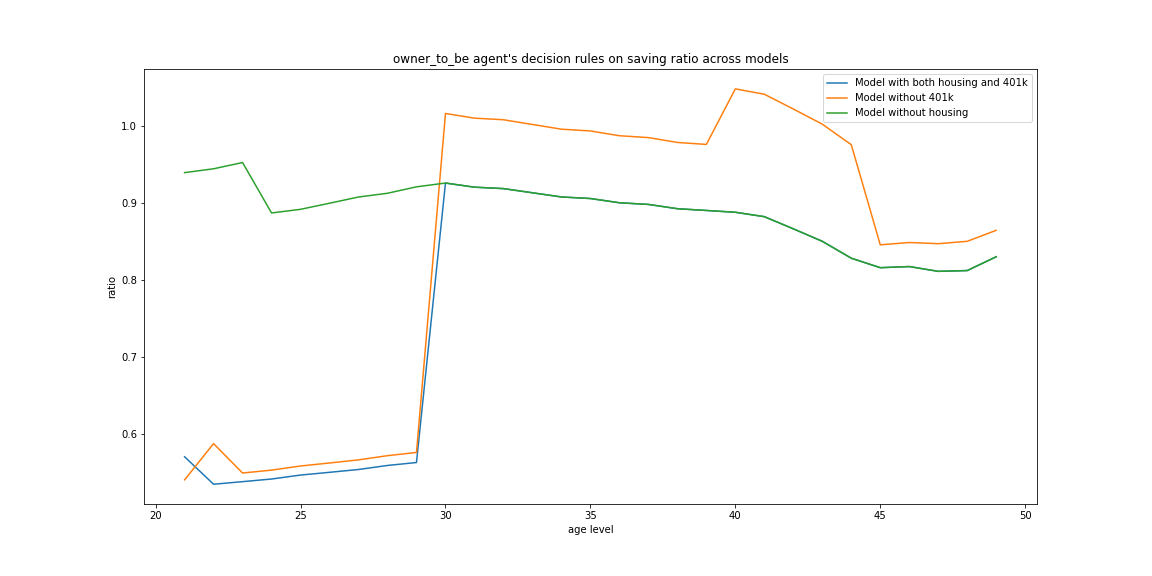 owner_to_be agent's decision rules on saving ratio across models
Model with both housing and 401k
Model without 401k
Model without housing
ratio
1.0
0.9
0.8
0.7
0.6
20
25
30
35
40
45
50
age level